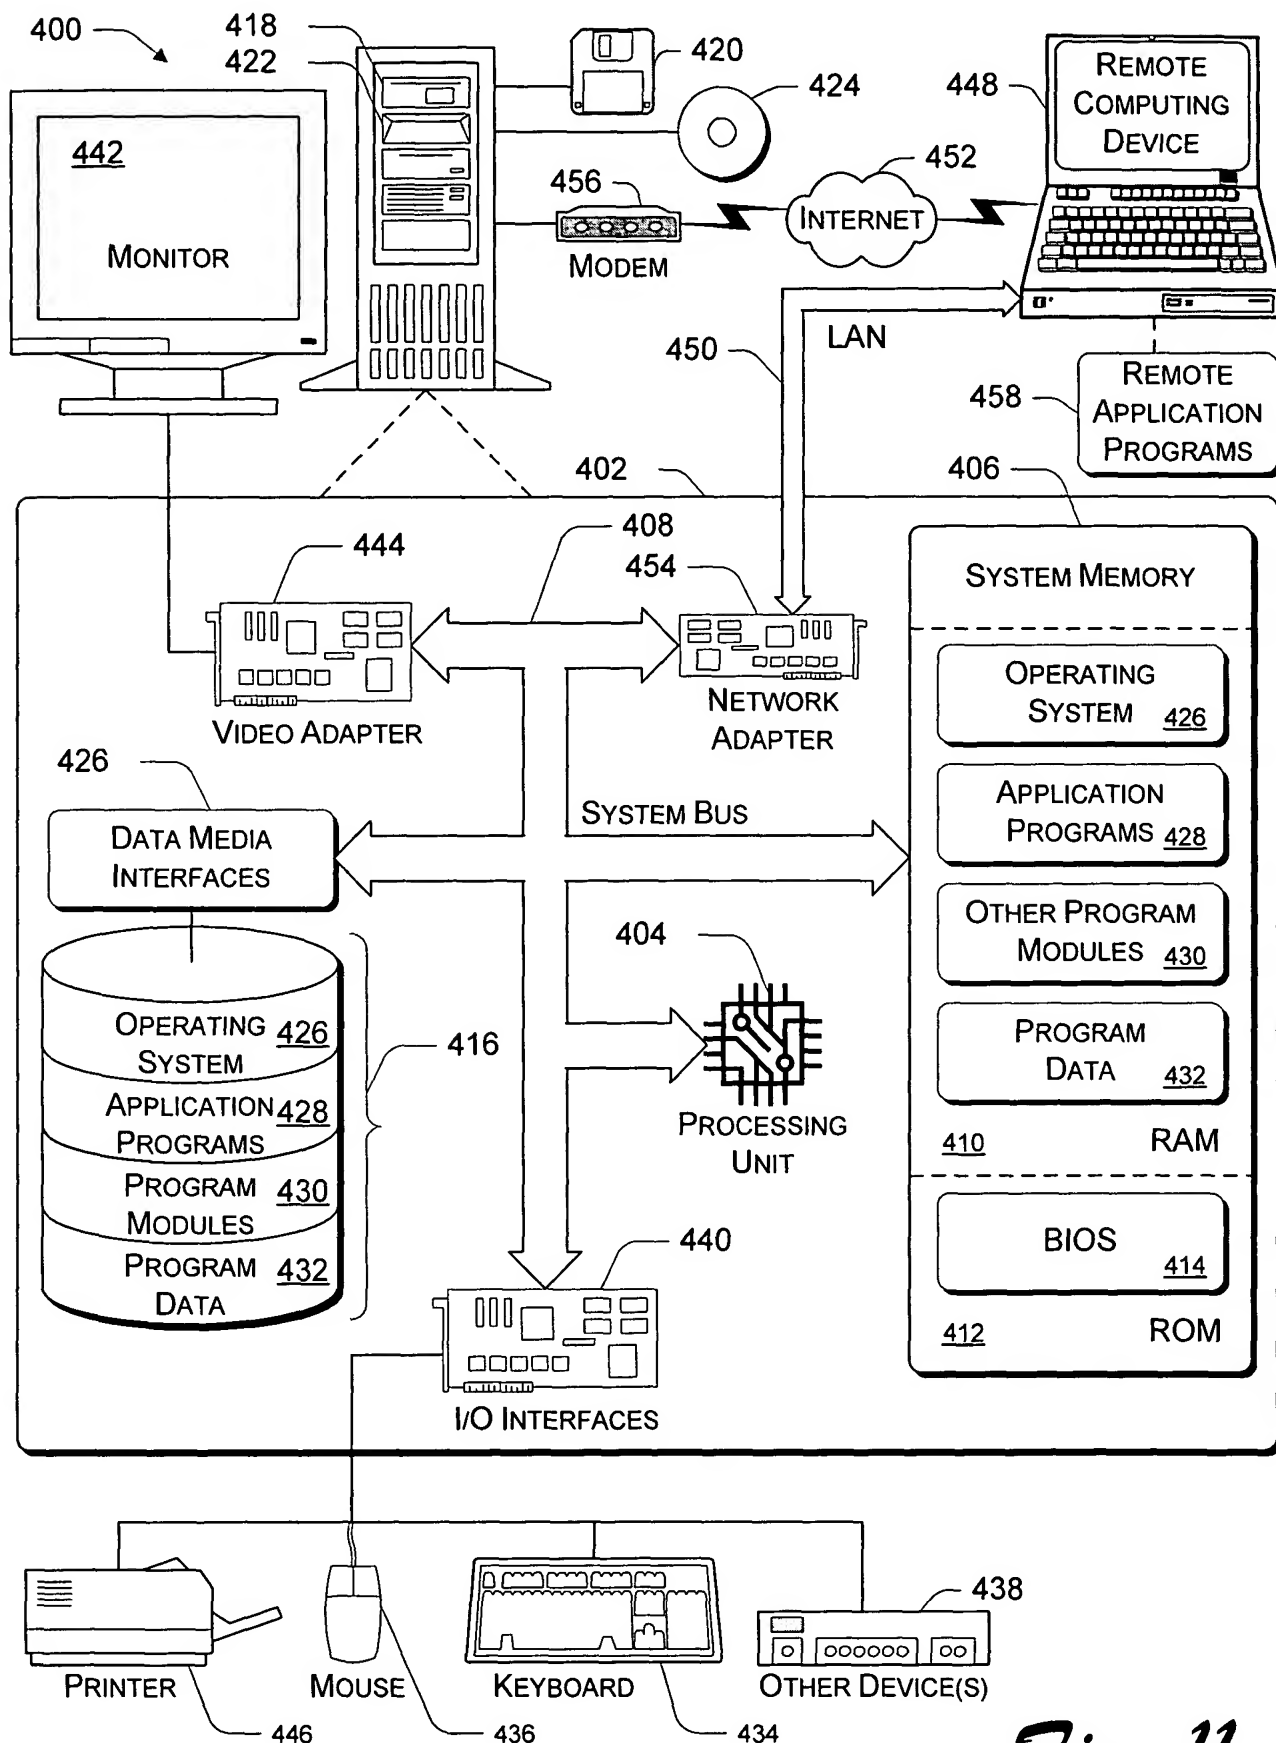 400
418
422
420
424
448
REMOTE
COMPUTING
DEVICE
442
MONITOR
456
MODEM
452
INTERNET
450
LAN
458
REMOTE
APPLICATION
PROGRAMS
402
406
408
444
454
VIDEO ADAPTER
NETWORK
ADAPTER
SYSTEM MEMORY
OPERATING
SYSTEM 426
APPLICATION
PROGRAMS 428
OTHER PROGRAM
MODULES 430
PROGRAM
DATA 432
410 RAM
BIOS
414
412 ROM
426
DATA MEDIA
INTERFACES
SYSTEM BUS
404
PROCESSING
UNIT
OPERATING 426
SYSTEM
416
APPLICATION 428
PROGRAMS
PROGRAM 430
MODULES
PROGRAM 432
DATA
440
I/O INTERFACES
PRINTER
446
MOUSE
436
KEYBOARD
434
438
OTHER DEVICE(S)
Fig. 11